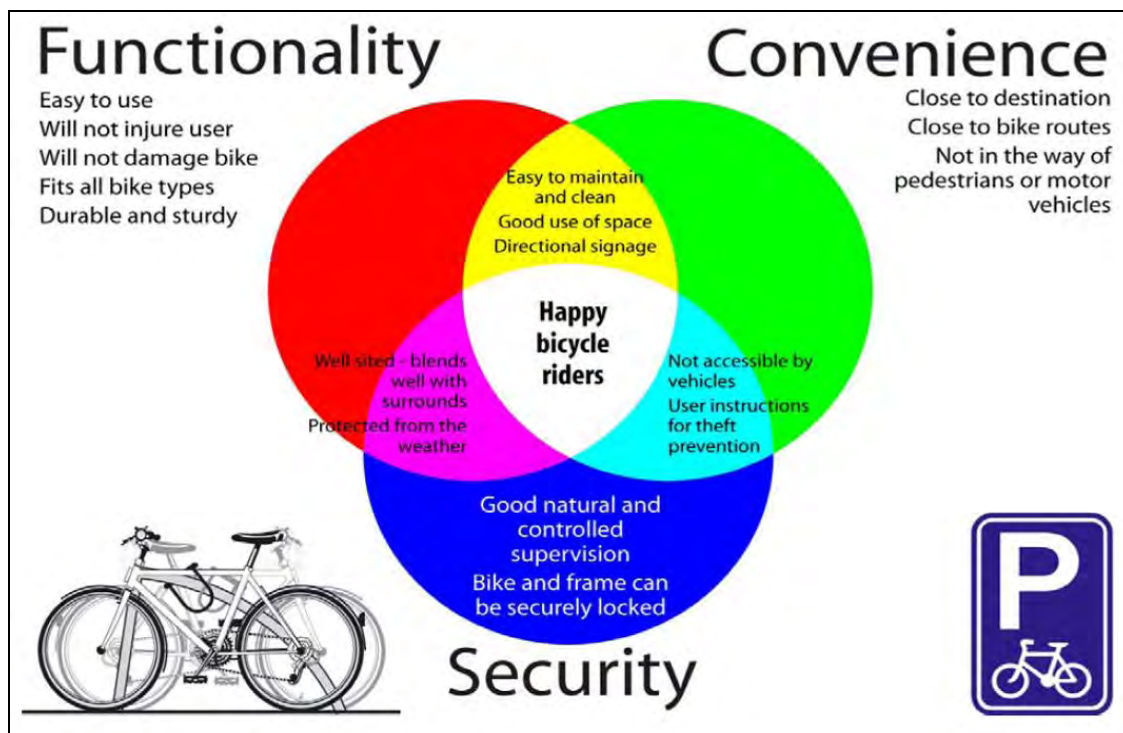 Functionality
Easy to use
Will not injure user
Will not damage bike
Fits all bike types
Durable and sturdy
Convenience
Close to destination
Close to bike routes
Not in the way of
pedestrians or motor
vehicles
Easy to maintain
and clean
Good use of space
Directional signage
Happy
bicycle
riders
Well sited - blends
well with
surrounds
Protected from the
weather
Not accessible by
vehicles
User instructions
for theft
prevention
Good natural and
controlled
supervision
Bike and frame can
be securely locked
Security
P